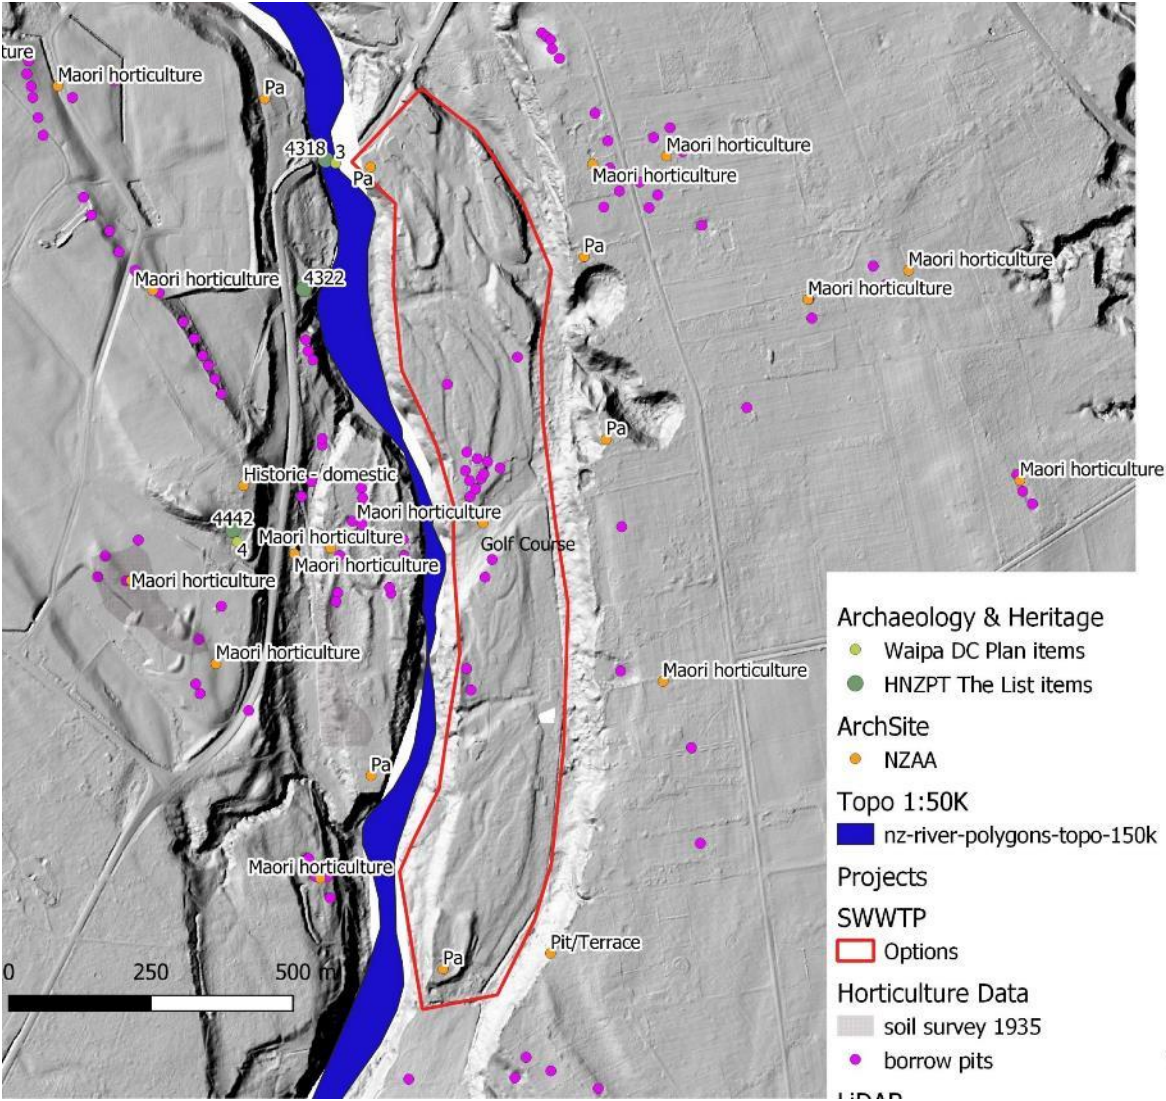 ture
Maori horticulture
Pa
4318
3
Pa
Maori horticulture
Maori horticulture
Pa
Maori horticulture
4322
Maori horticulture
Maori horticulture
Pa
Historic - domestic
Maori horticulture
Maori horticulture
4442
4
Maori horticulture
Golf Course
Maori horticulture
Maori horticulture
Maori horticulture
Maori horticulture
Pa
Maori horticulture
Pa
Pit/Terrace
0 250 500 m
Archaeology & Heritage
Waipa DC Plan items
HNZPT The List items
ArchSite
NZAA
Topo 1:50K
nz-river-polygons-topo-150k
Projects
SWWTP
Options
Horticulture Data
soil survey 1935
borrow pits
LiDAR